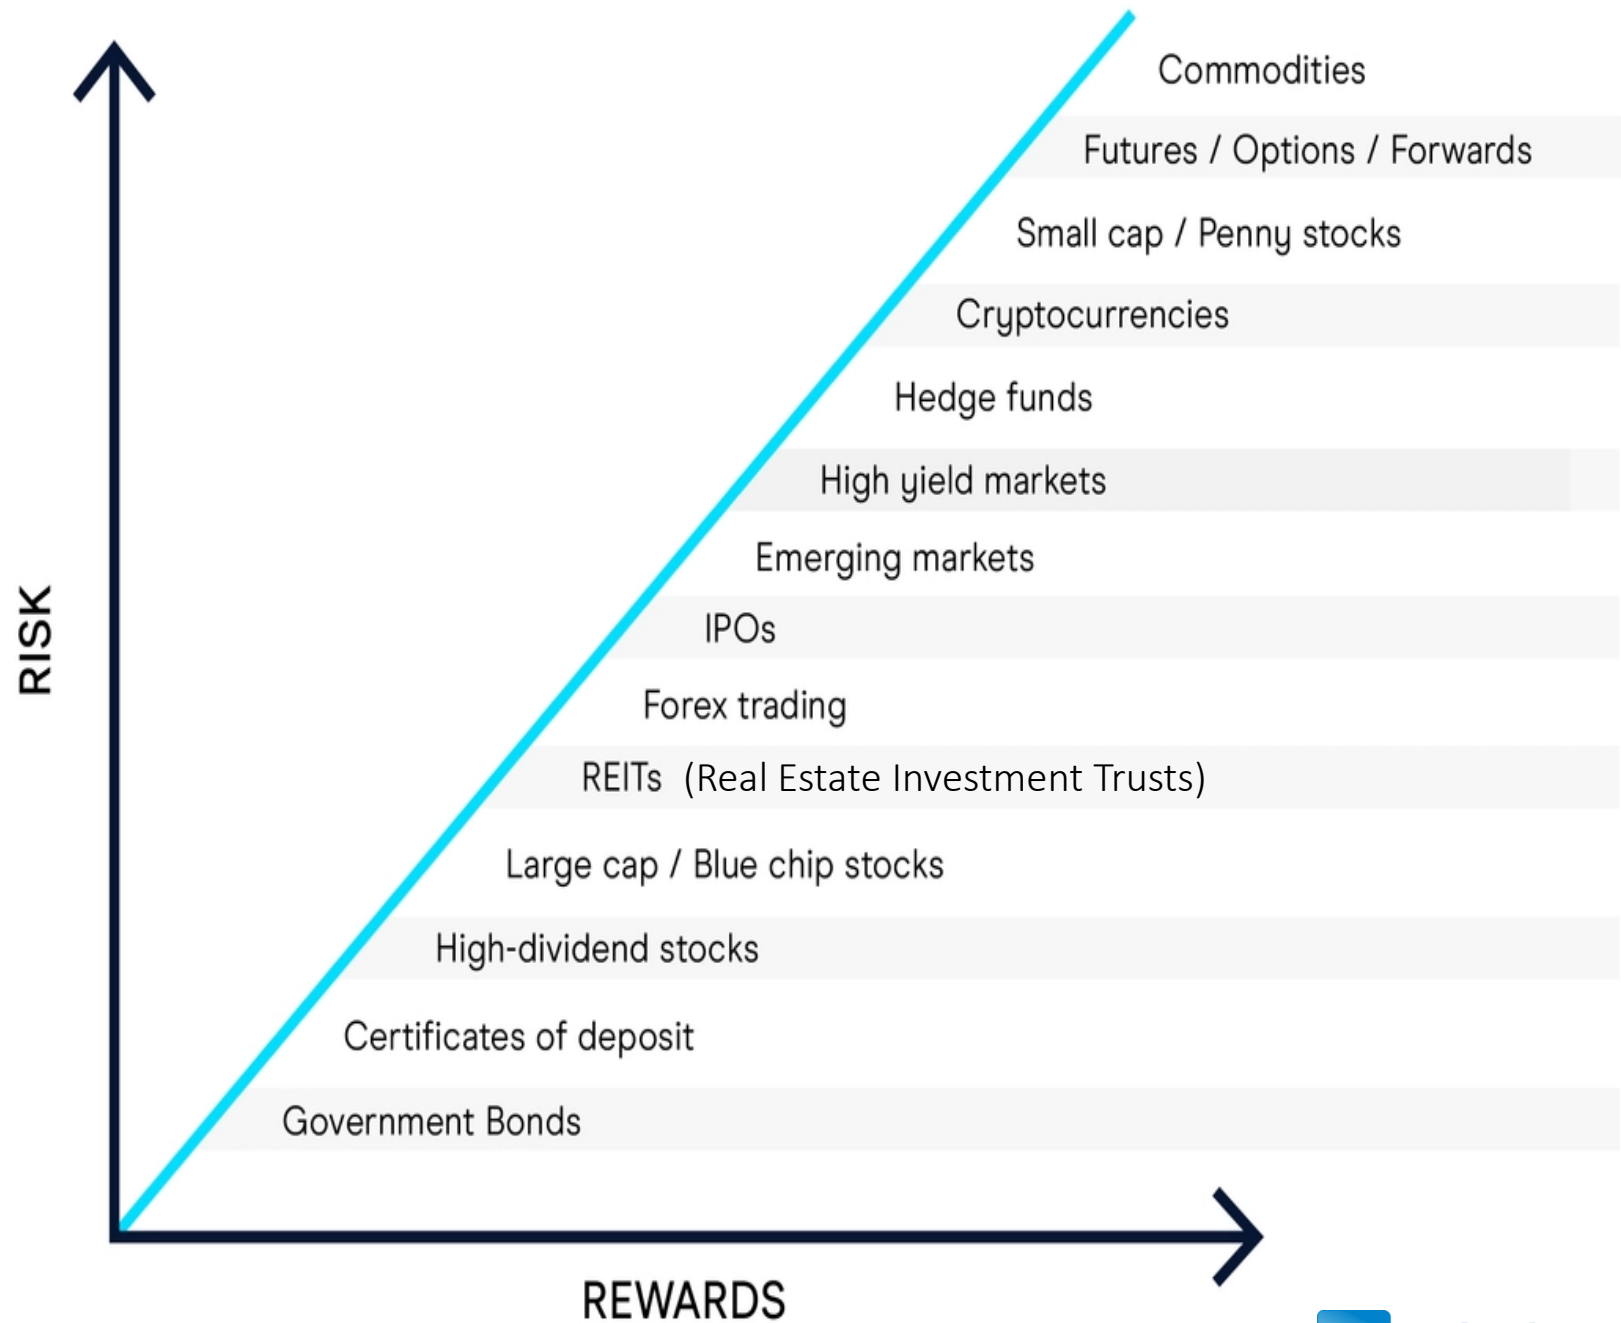 Commodities
Futures / Options / Forwards
Small cap / Penny stocks
Cryptocurrencies
Hedge funds
High yield markets
Emerging markets
IPOs
Forex trading
REITs (Real Estate Investment Trusts)
Large cap / Blue chip stocks
High-dividend stocks
Certificates of deposit
Government Bonds
RISK
REWARDS